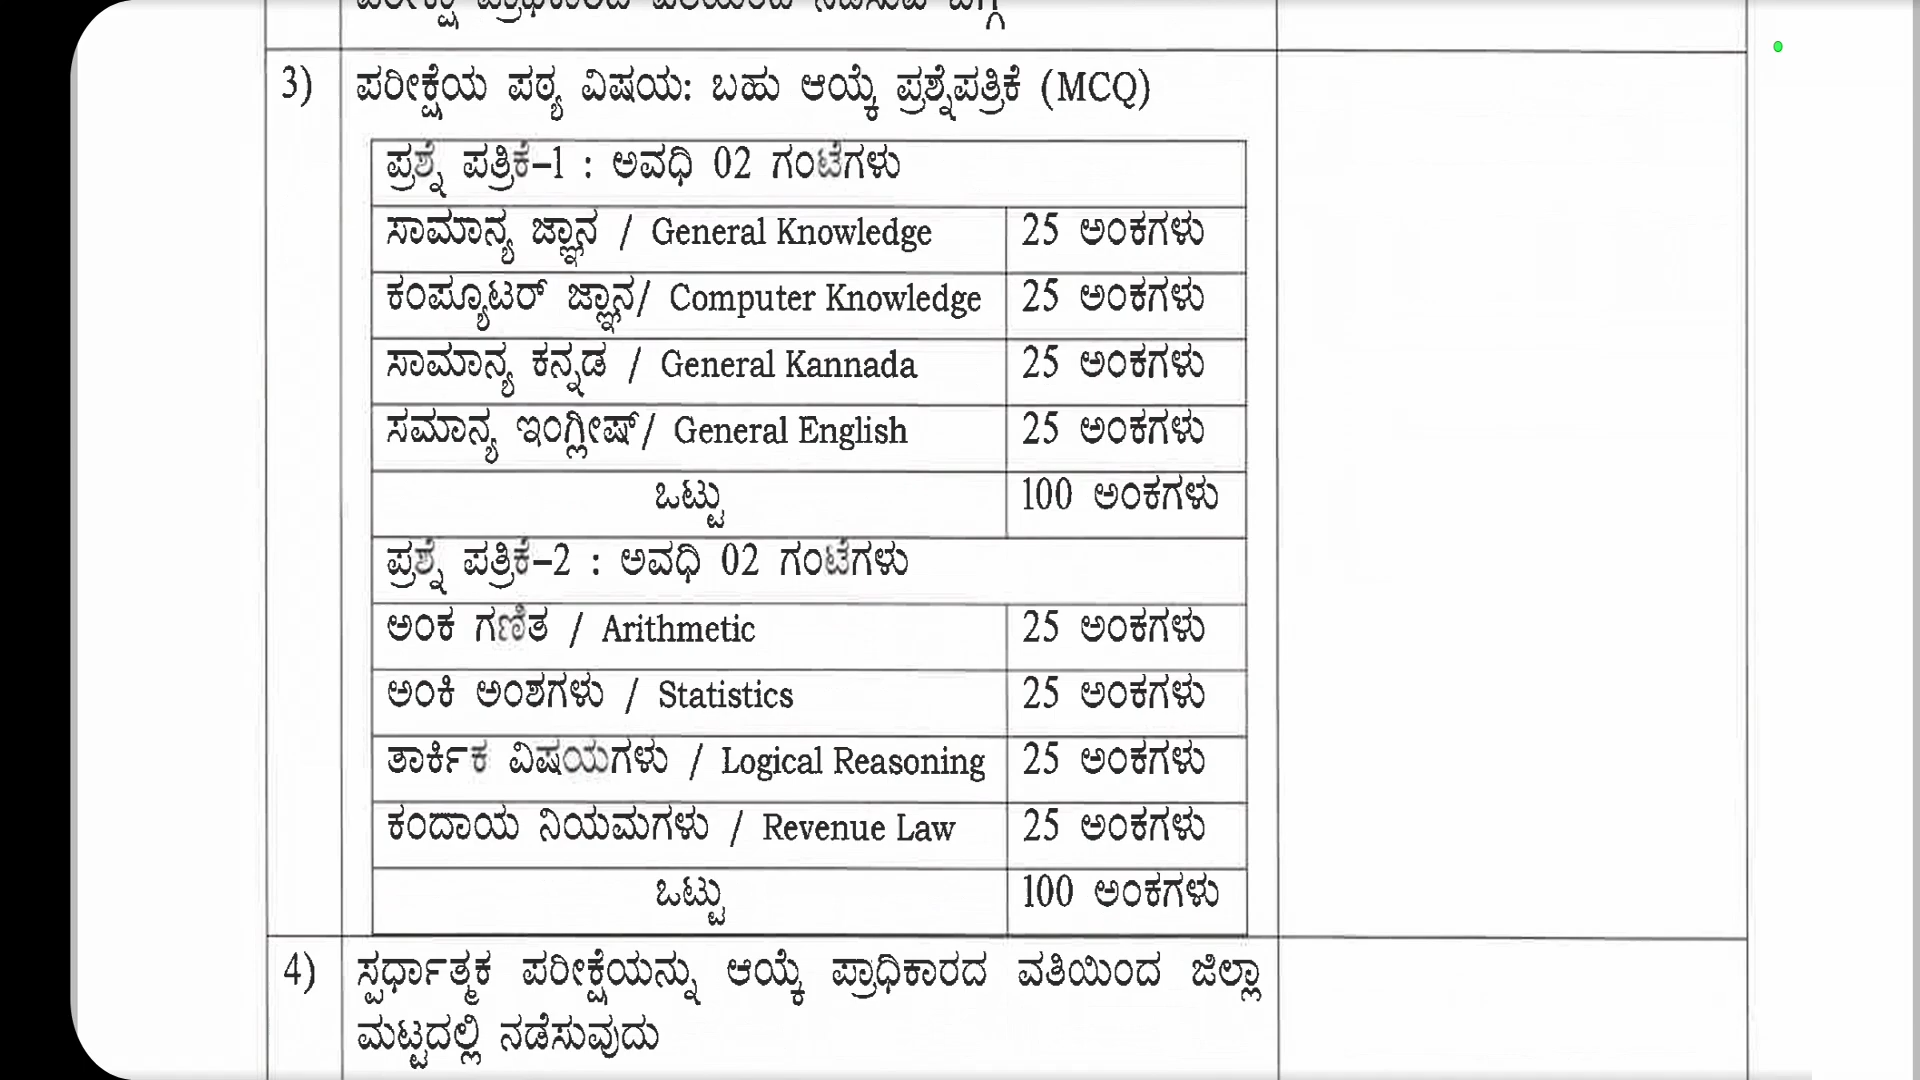 3) ಪರೀಕ್ಷೆಯ ಪಠ್ಯ ವಿಷಯ: ಬಹು ಆಯ್ಕೆ ಪ್ರಶ್ನೆಪತ್ರಿಕೆ (MCQ)
ಪ್ರಶ್ನೆ ಪತ್ರಿಕೆ–1 : ಅವಧಿ 02 ಗಂಟೆಗಳು
ಸಾಮಾನ್ಯ ಜ್ಞಾನ / General Knowledge 25 ಅಂಕಗಳು
ಕಂಪ್ಯೂಟರ್ ಜ್ಞಾನ/ Computer Knowledge 25 ಅಂಕಗಳು
ಸಾಮಾನ್ಯ ಕನ್ನಡ / General Kannada 25 ಅಂಕಗಳು
ಸಮಾನ್ಯ ಇಂಗ್ಲೀಷ್/ General English 25 ಅಂಕಗಳು
ಒಟ್ಟು 100 ಅಂಕಗಳು
ಪ್ರಶ್ನೆ ಪತ್ರಿಕೆ–2 : ಅವಧಿ 02 ಗಂಟೆಗಳು
ಅಂಕ ಗಣಿತ / Arithmetic 25 ಅಂಕಗಳು
ಅಂಕಿ ಅಂಶಗಳು / Statistics 25 ಅಂಕಗಳು
ತಾರ್ಕಿಕ ವಿಷಯಗಳು / Logical Reasoning 25 ಅಂಕಗಳು
ಕಂದಾಯ ನಿಯಮಗಳು / Revenue Law 25 ಅಂಕಗಳು
ಒಟ್ಟು 100 ಅಂಕಗಳು
4) ಸ್ಪರ್ಧಾತ್ಮಕ ಪರೀಕ್ಷೆಯನ್ನು ಆಯ್ಕೆ ಪ್ರಾಧಿಕಾರದ ವತಿಯಿಂದ ಜಿಲ್ಲಾ
ಮಟ್ಟದಲ್ಲಿ ನಡೆಸುವುದು